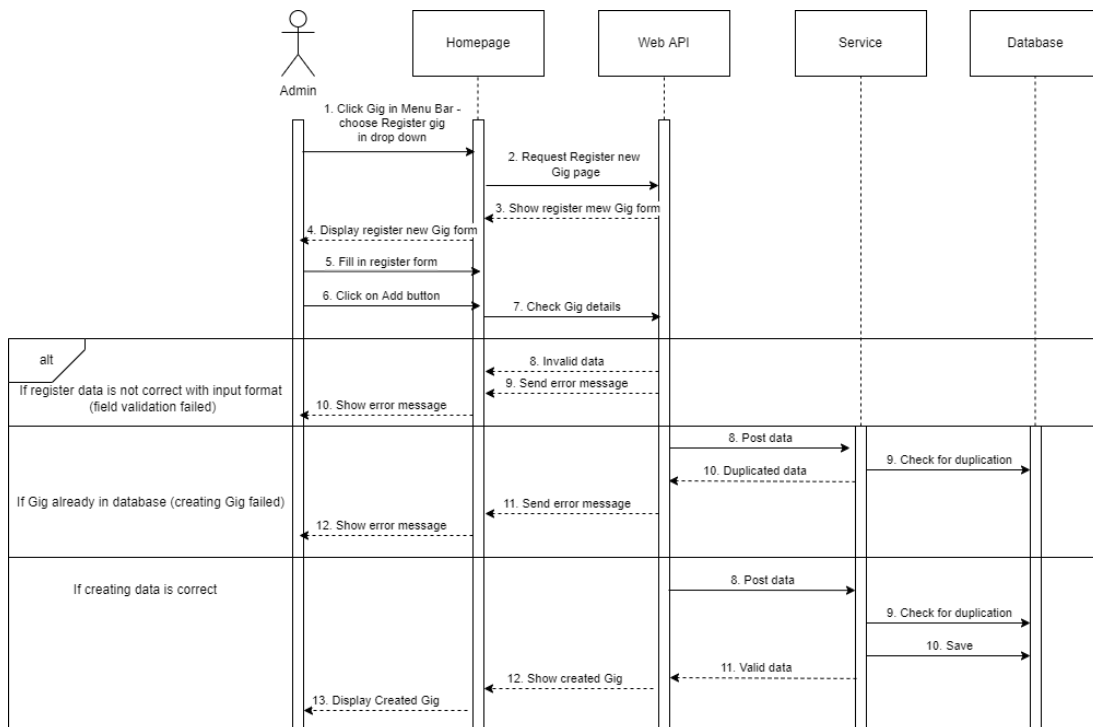 Homepage
Web API
Service
Database
Admin
1. Click Gig in Menu Bar -
choose Register gig
in drop down
2. Request Register new
Gig page
3. Show register mew Gig form
4. Display register new Gig form
5. Fill in register form
6. Click on Add button
7. Check Gig details
alt
If register data is not correct with input format
(field validation failed)
8. Invalid data
9. Send error message
10. Show error message
8. Post data
9. Check for duplication
10. Duplicated data
If Gig already in database (creating Gig failed)
11. Send error message
12. Show error message
If creating data is correct
8. Post data
9. Check for duplication
10. Save
11. Valid data
12. Show created Gig
13. Display Created Gig